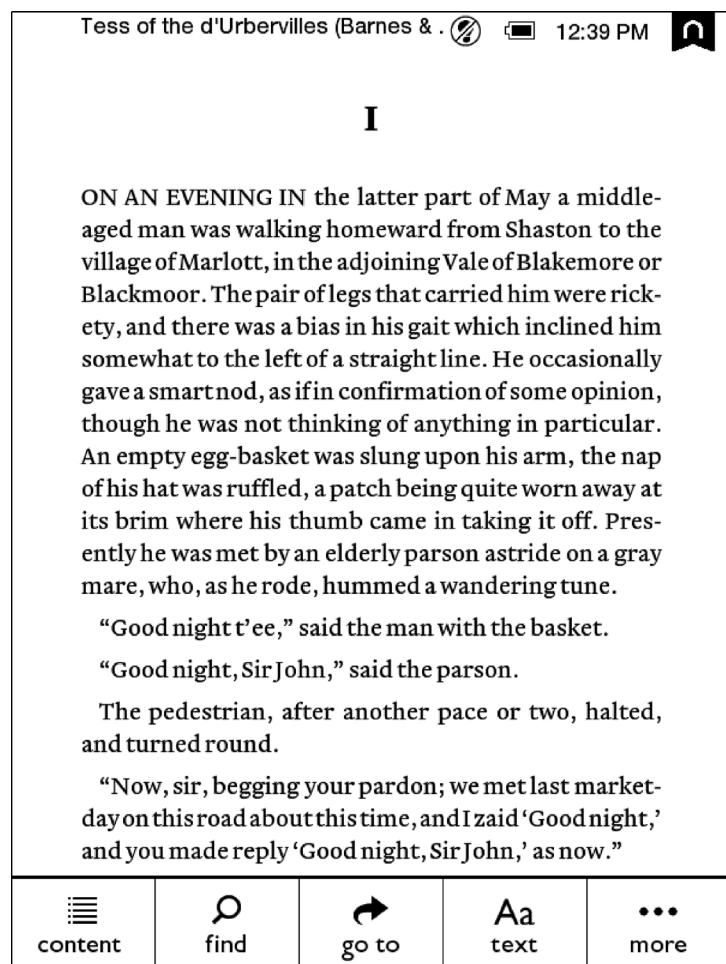 Tess of the d'Urbervilles (Barnes & . 12:39 PM
I
ON AN EVENING IN the latter part of May a middle-
aged man was walking homeward from Shaston to the
village of Marlott, in the adjoining Vale of Blakemore or
Blackmoor. The pair of legs that carried him were rick-
ety, and there was a bias in his gait which inclined him
somewhat to the left of a straight line. He occasionally
gave a smart nod, as if in confirmation of some opinion,
though he was not thinking of anything in particular.
An empty egg-basket was slung upon his arm, the nap
of his hat was ruffled, a patch being quite worn away at
its brim where his thumb came in taking it off. Pres-
ently he was met by an elderly parson astride on a gray
mare, who, as he rode, hummed a wandering tune.
“Good night t’ee,” said the man with the basket.
“Good night, Sir John,” said the parson.
The pedestrian, after another pace or two, halted,
and turned round.
“Now, sir, begging your pardon; we met last market-
day on this road about this time, and I zaid ‘Good night,’
and you made reply ‘Good night, Sir John,’ as now.”
content find go to Aa text more